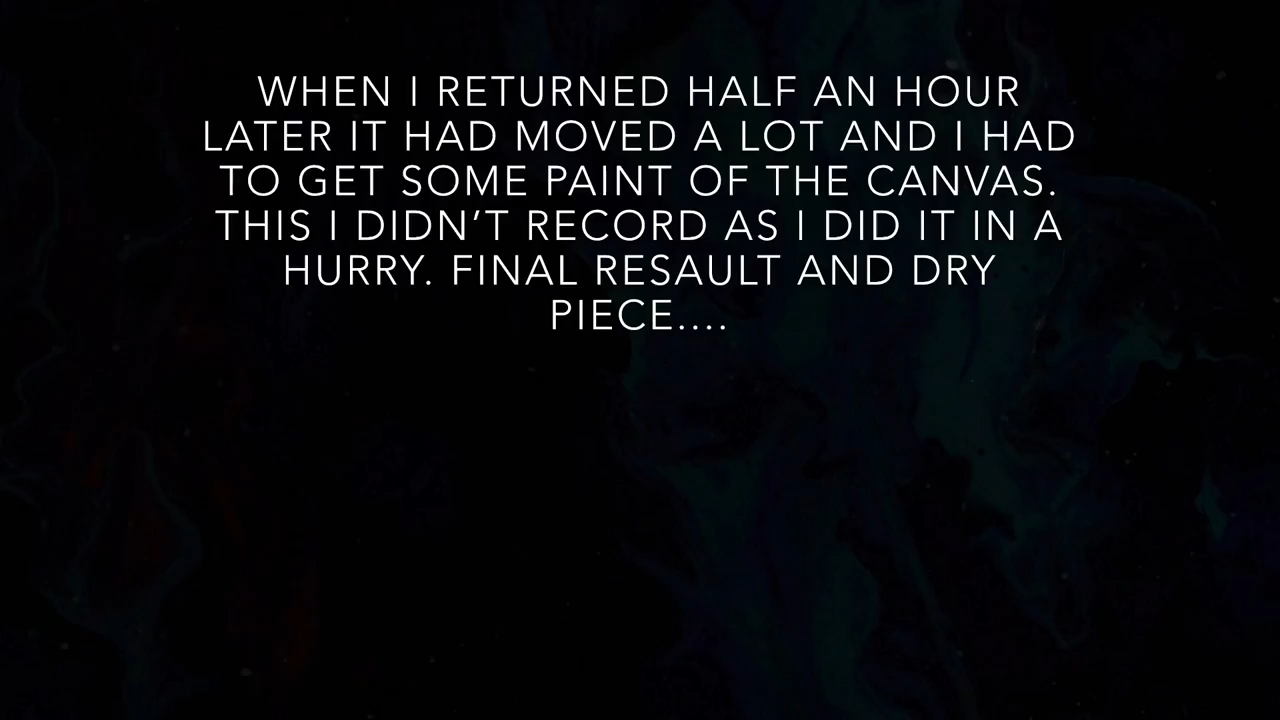 WHEN I RETURNED HALF AN HOUR
LATER IT HAD MOVED A LOT AND I HAD
TO GET SOME PAINT OF THE CANVAS.
THIS I DIDN’T RECORD AS I DID IT IN A
HURRY. FINAL RESAULT AND DRY
PIECE....